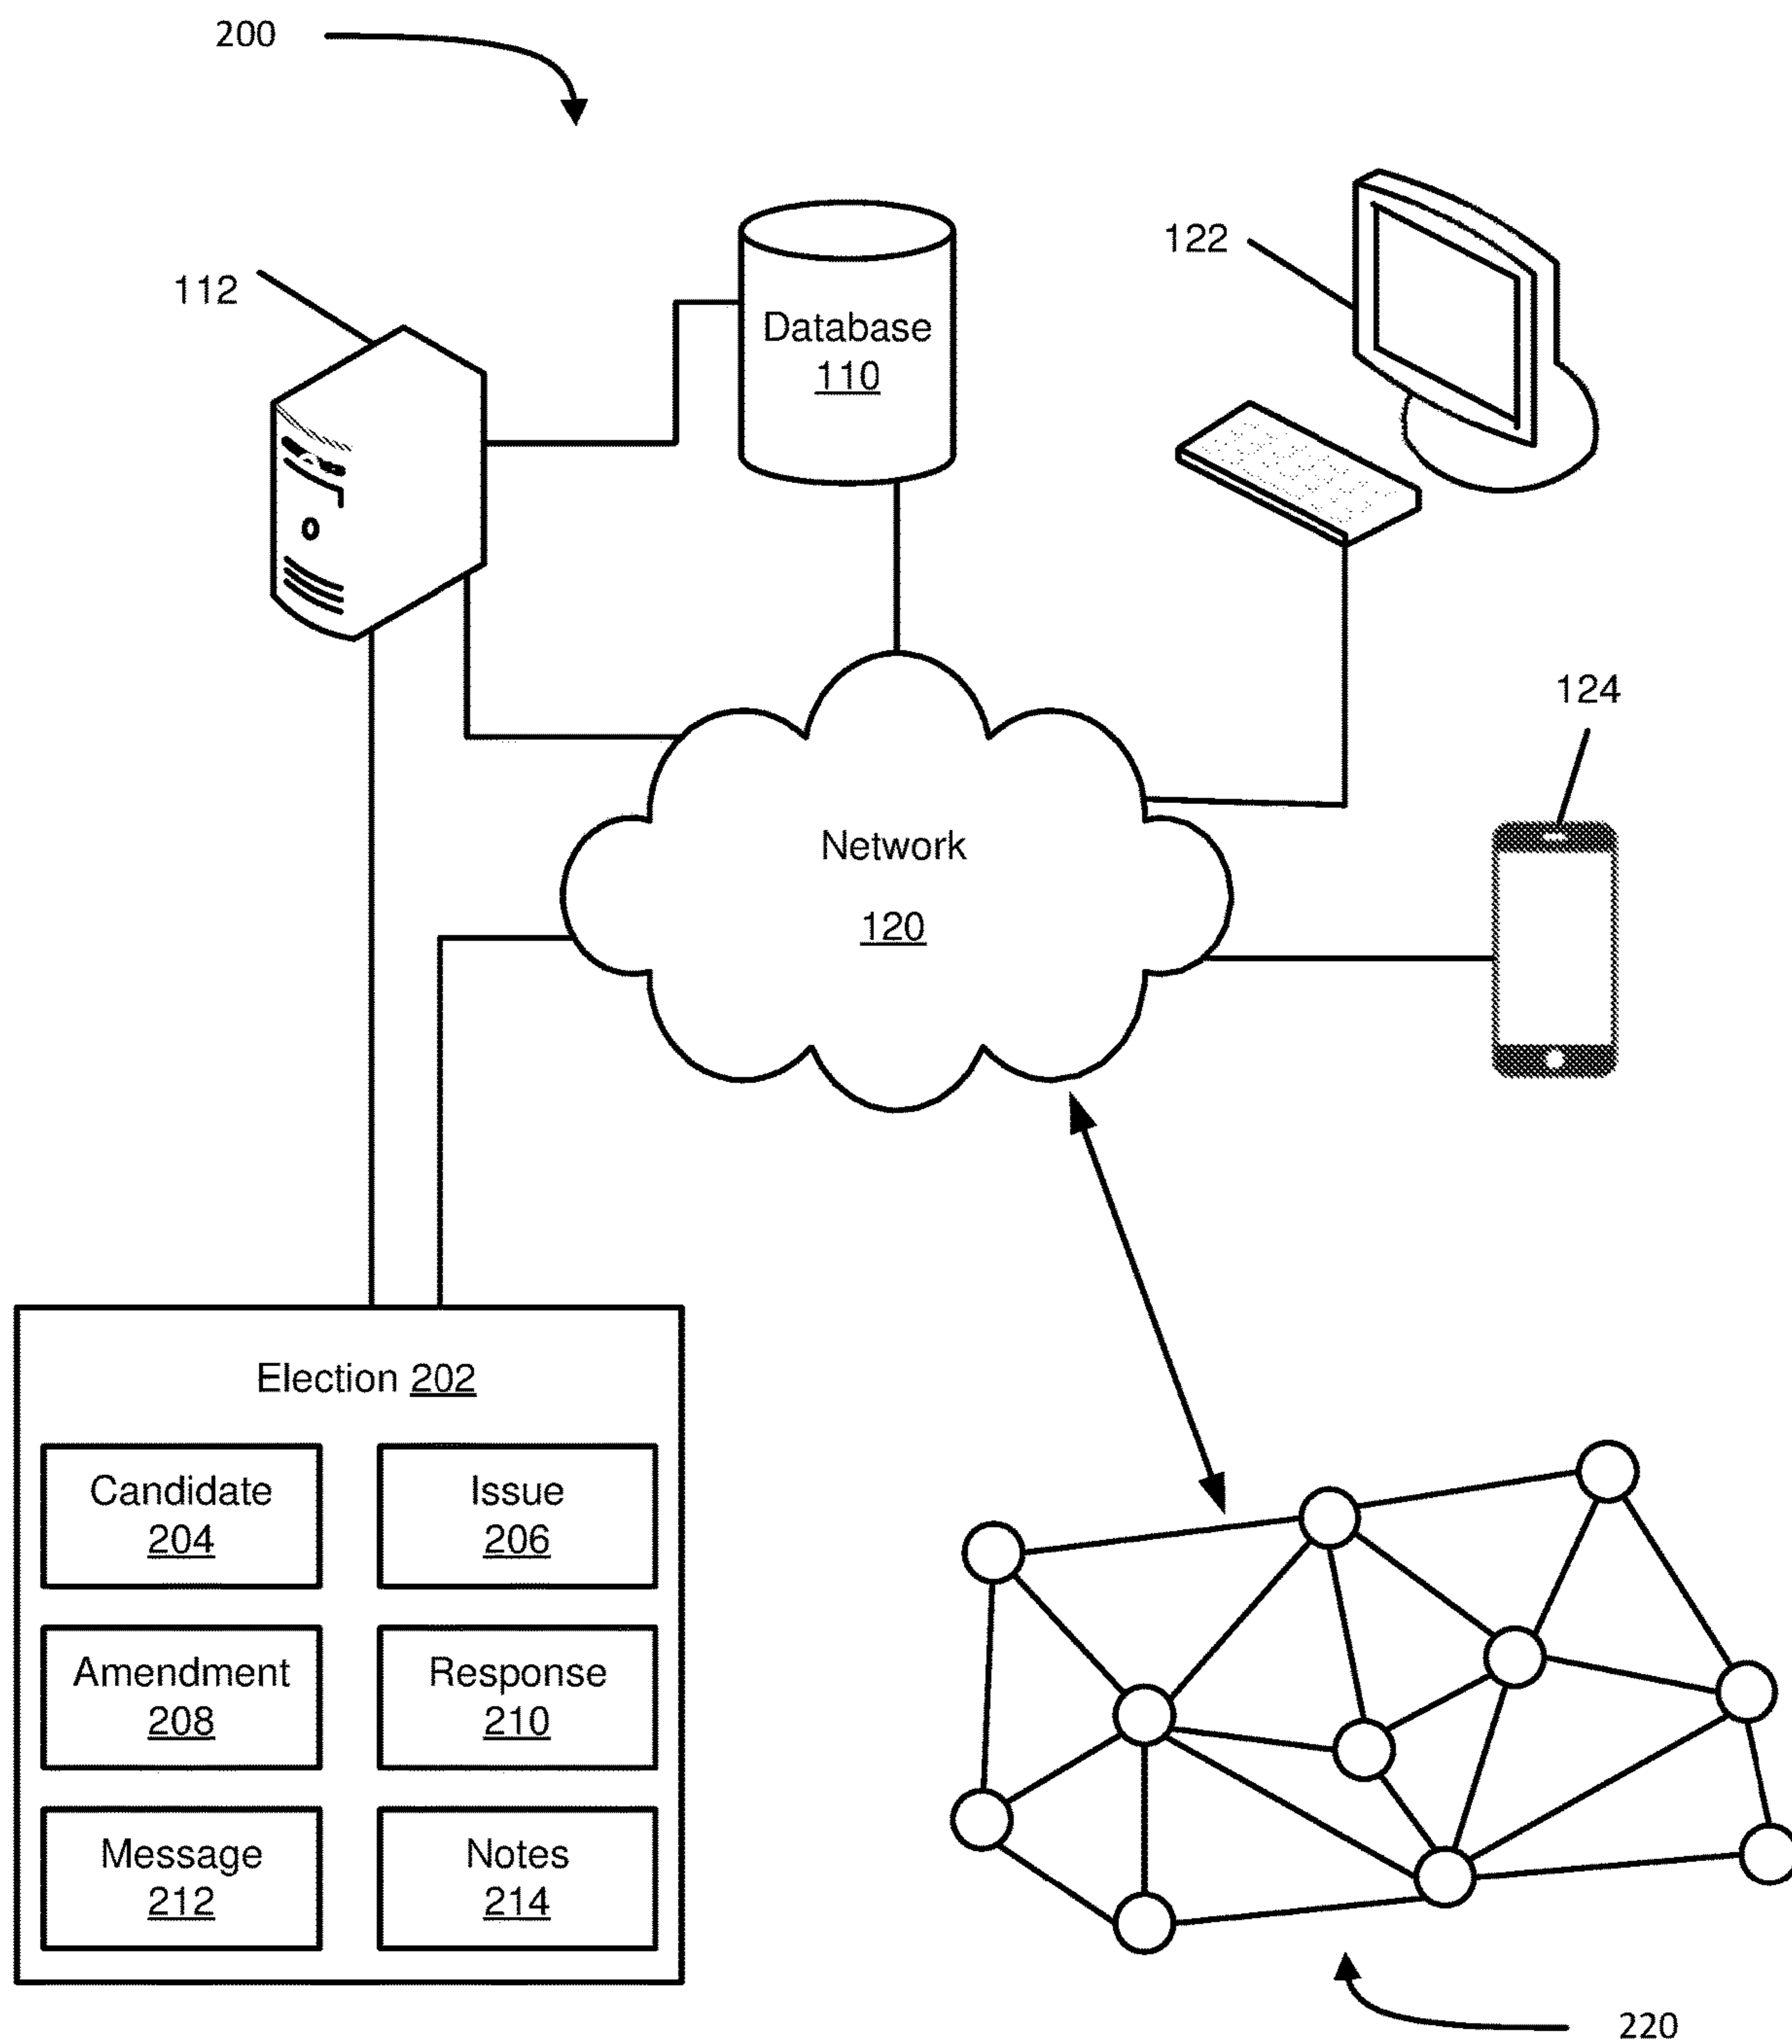 200
122
112
Database
110
124
Network
120
Election 202
Candidate
204
Issue
206
Amendment
208
Response
210
Message
212
Notes
214
220